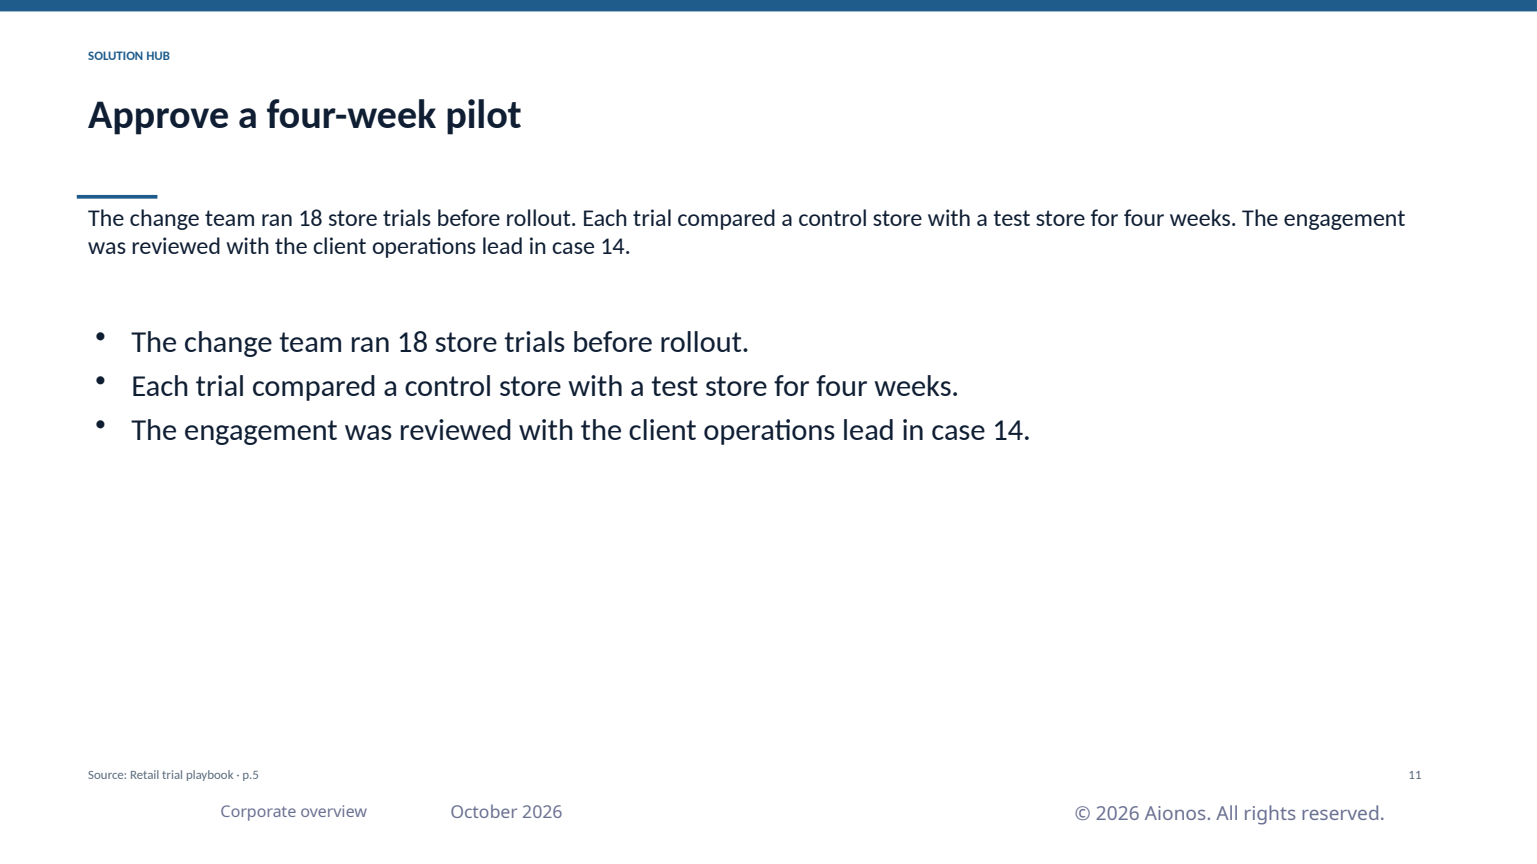 SOLUTION HUB
Approve a four-week pilot
The change team ran 18 store trials before rollout. Each trial compared a control store with a test store for four weeks. The engagement
was reviewed with the client operations lead in case 14.
• The change team ran 18 store trials before rollout.
• Each trial compared a control store with a test store for four weeks.
• The engagement was reviewed with the client operations lead in case 14.
Source: Retail trial playbook · p.5
11
Corporate overview
October 2026
© 2026 Aionos. All rights reserved.